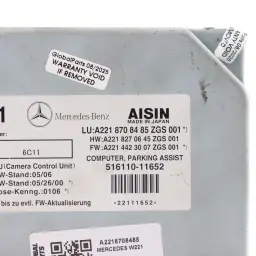 GlobalParts 08/2025
WARRANTY VOID
IF REMOVED
1
Mercedes-Benz
AISIN
MADE IN JAPAN
LU:A221 870 84 85 ZGS 001*
HW:A221 827 06 45 ZGS 001*
FW:A221 442 30 07 ZGS 001*
6C11
COMPUTER, PARKING ASSIST
516110-11652
(Camera Control Unit)
W-Stand:05/06
W-Stand:05/26/00
ose-Kenng.:0106 *
bis zu evtl. FW-Aktualisierung
-22111652-
A2218708485
MERCEDES W221